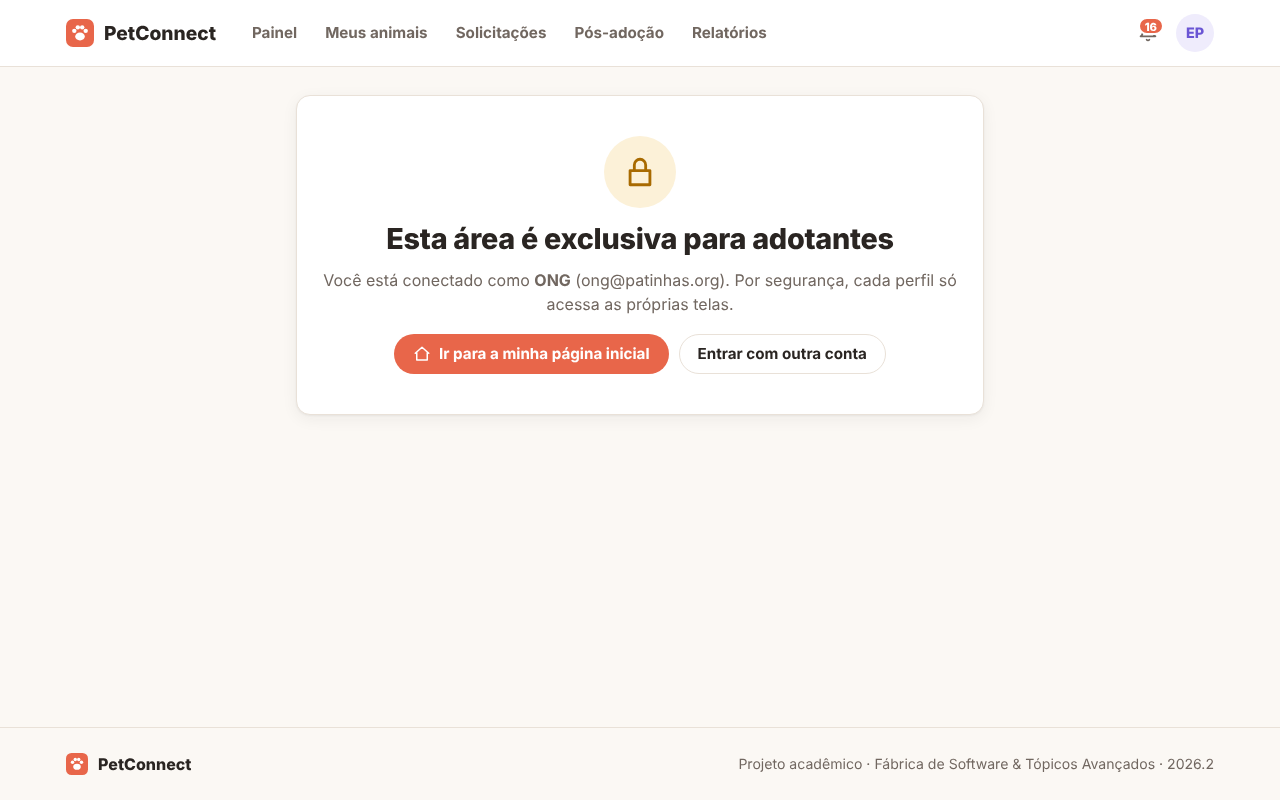 PetConnect Painel Meus animais Solicitações Pós-adoção Relatórios 16 EP
Esta área é exclusiva para adotantes
Você está conectado como ONG (ong@patinhas.org). Por segurança, cada perfil só
acessa as próprias telas.
Ir para a minha página inicial Entrar com outra conta
PetConnect Projeto acadêmico · Fábrica de Software & Tópicos Avançados · 2026.2